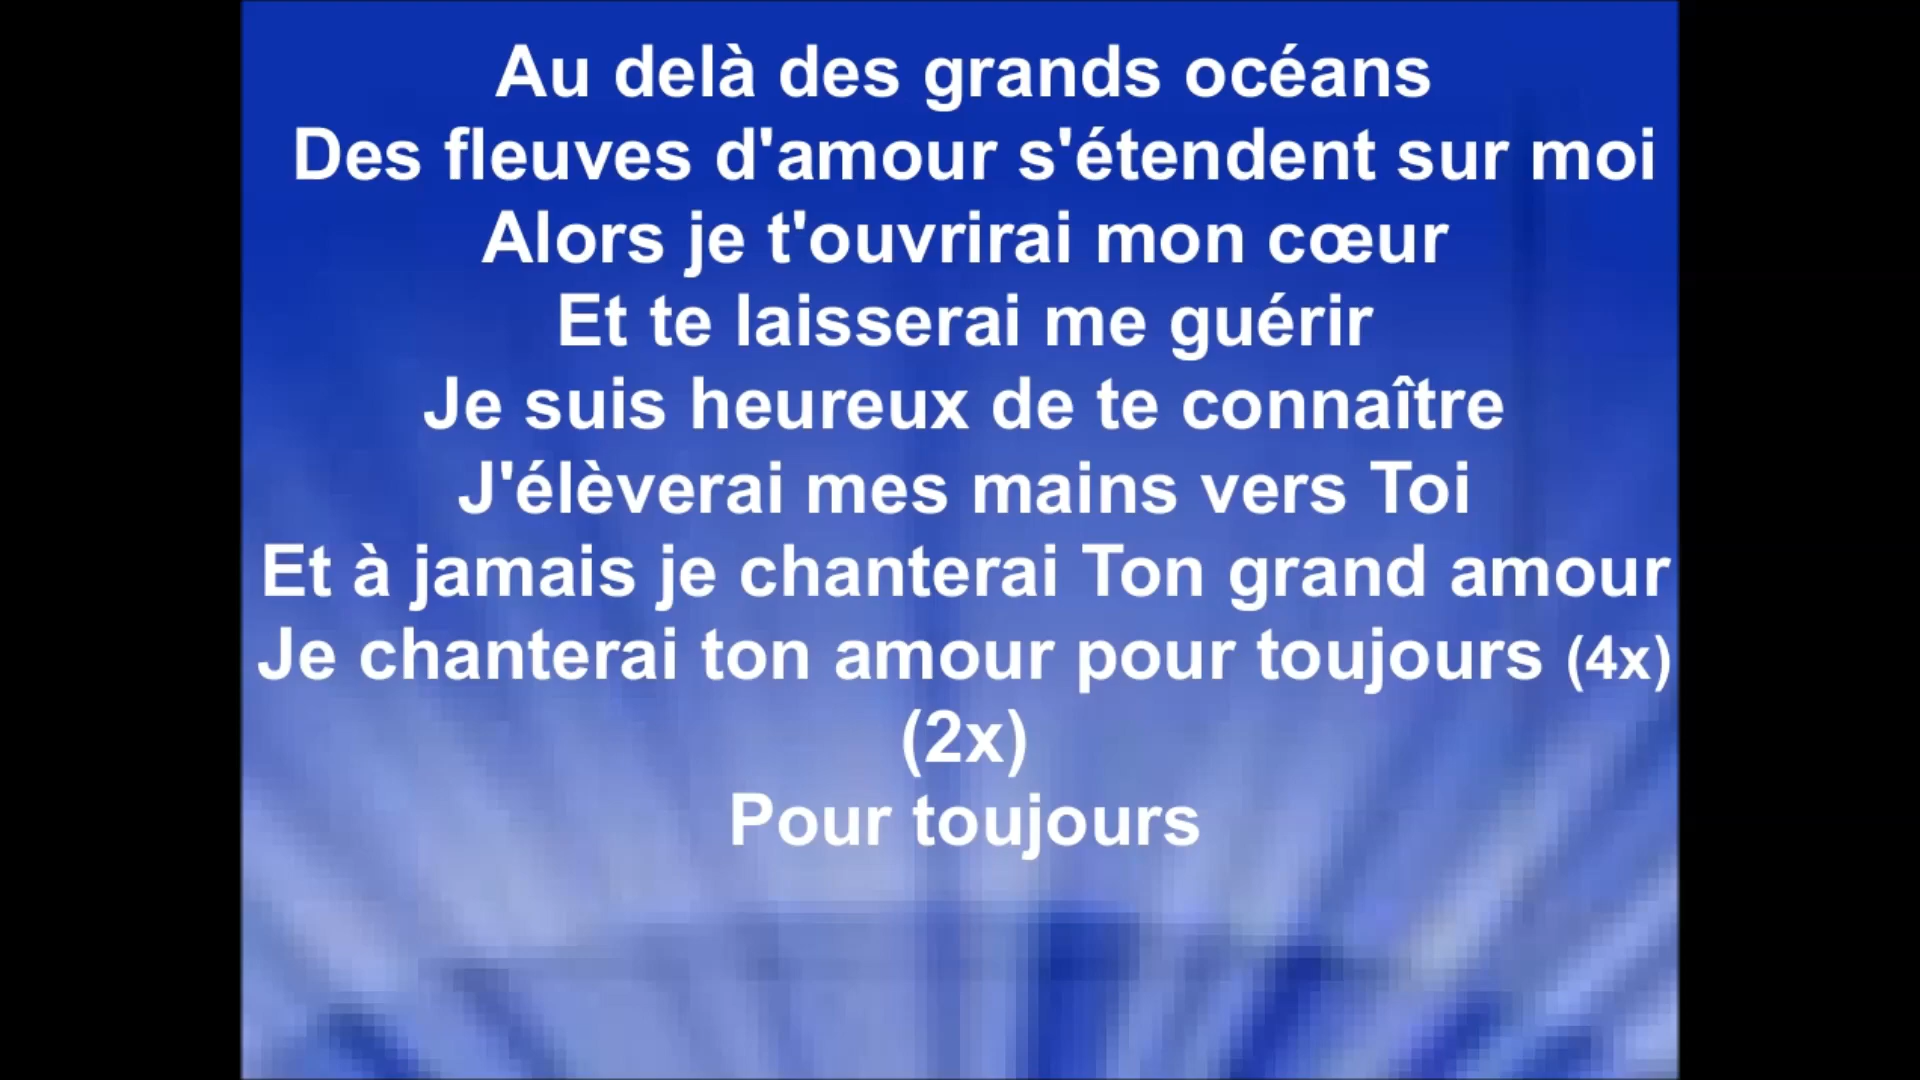 Au delà des grands océans
Des fleuves d'amour s'étendent sur moi
Alors je t'ouvrirai mon cœur
Et te laisserai me guérir
Je suis heureux de te connaître
J'élèverai mes mains vers Toi
Et à jamais je chanterai Ton grand amour
Je chanterai ton amour pour toujours (4x)
(2x)
Pour toujours